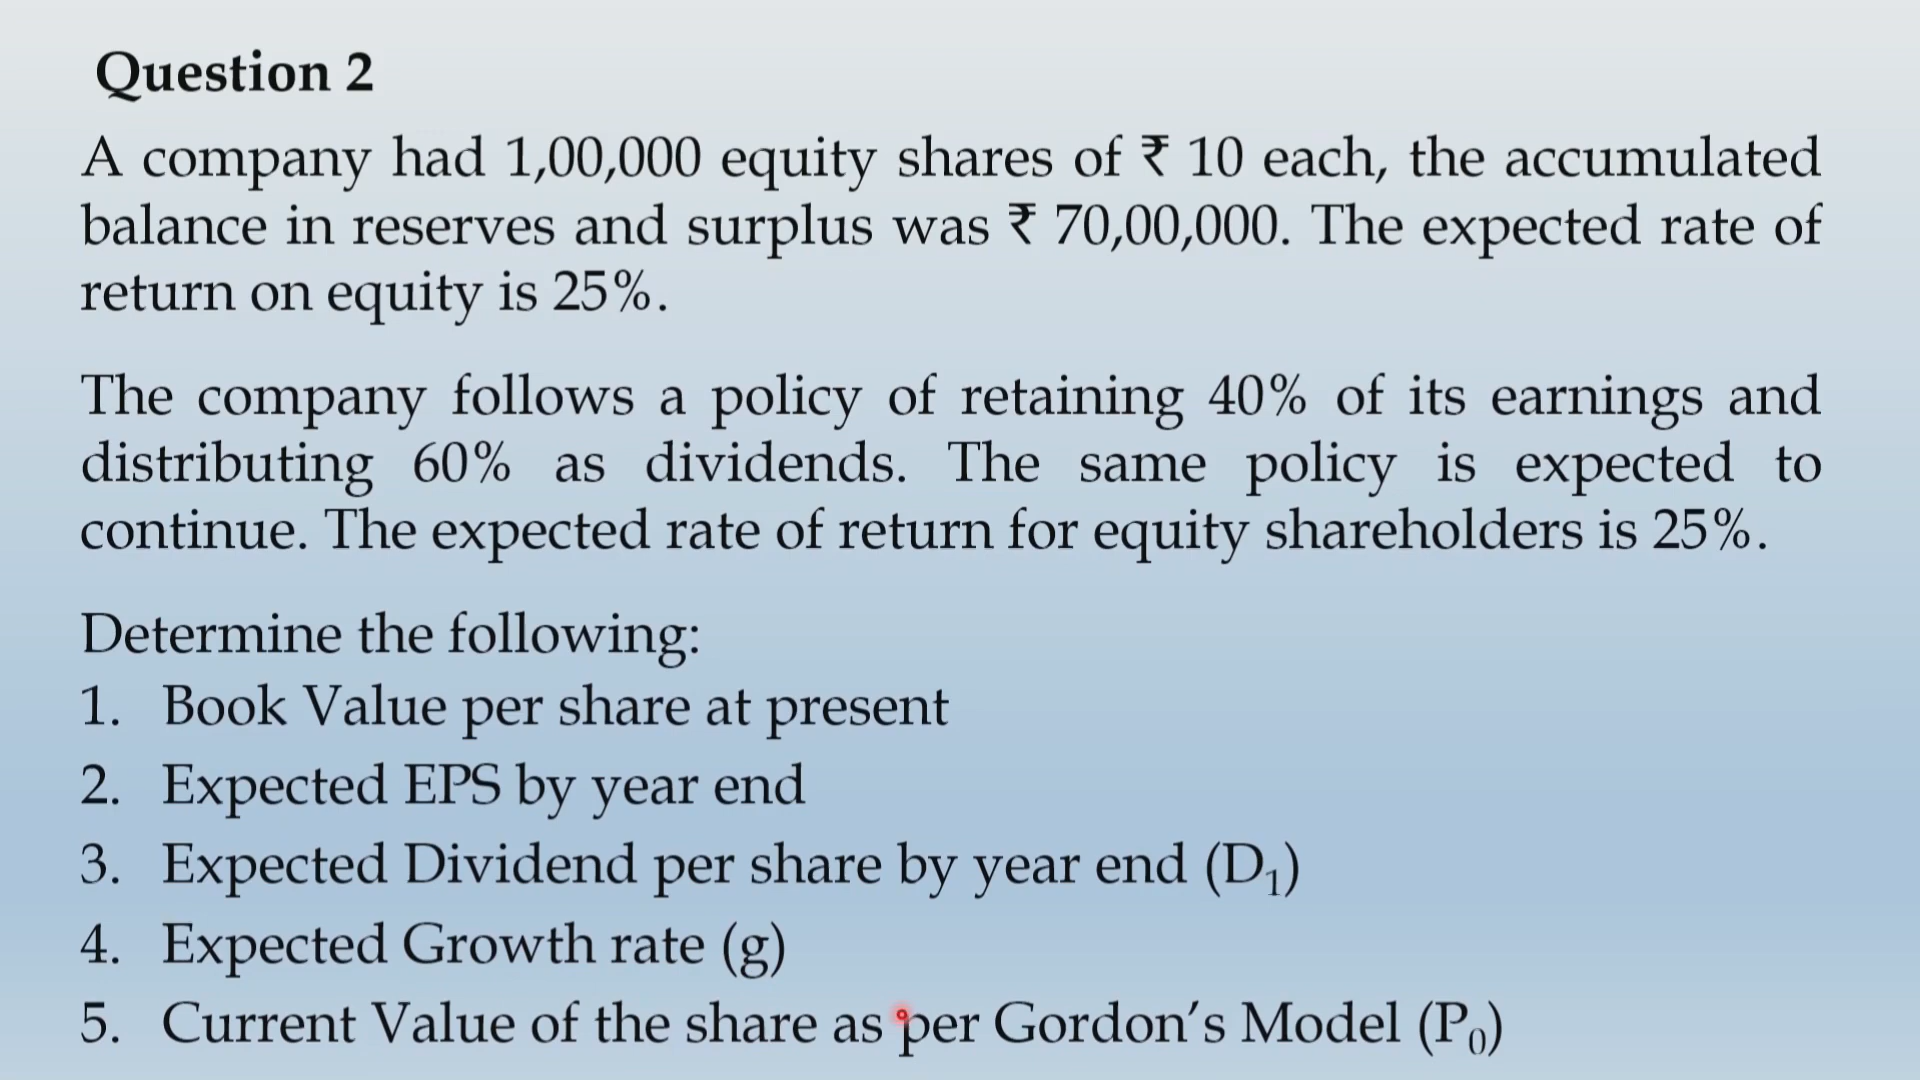 Question 2
A company had 1,00,000 equity shares of ₹ 10 each, the accumulated
balance in reserves and surplus was ₹ 70,00,000. The expected rate of
return on equity is 25%.
The company follows a policy of retaining 40% of its earnings and
distributing 60% as dividends. The same policy is expected to
continue. The expected rate of return for equity shareholders is 25%.
Determine the following:
1. Book Value per share at present
2. Expected EPS by year end
3. Expected Dividend per share by year end (D₁)
4. Expected Growth rate (g)
5. Current Value of the share as per Gordon’s Model (P₀)